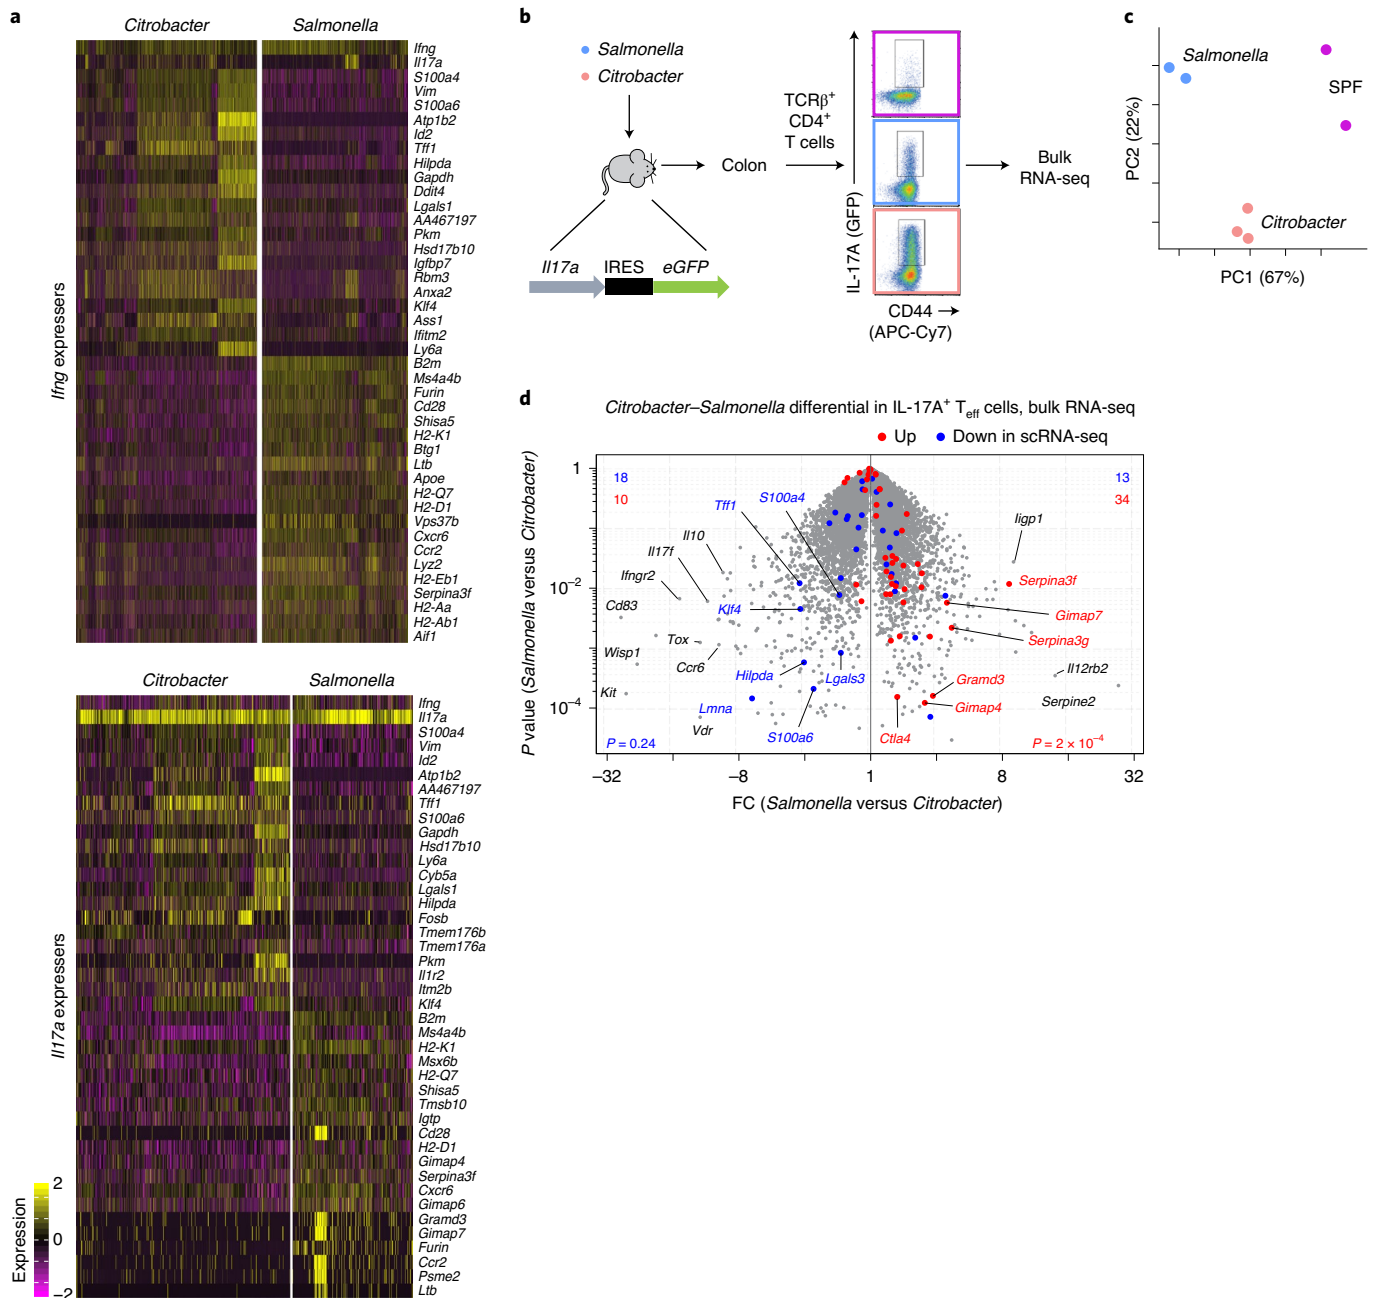 a
Citrobacter
Salmonella
Ifng expressers
Ifng
Il17a
S100a4
Vim
S100a6
Atp1b2
Id2
Tff1
Hilpda
Gapdh
Ddit4
Lgals1
AA467197
Pkm
Hsd17b10
Igfbp7
Rbm3
Anxa2
Klf4
Ass1
Ifitm2
Ly6a
B2m
Ms4a4b
Furin
Cd28
Shisa5
H2-K1
Btg1
Ltb
Apoe
H2-Q7
H2-D1
Vps37b
Cxcr6
Ccr2
Lyz2
H2-Eb1
Serpina3f
H2-Aa
H2-Ab1
Aif1
Citrobacter
Salmonella
Il17a expressers
Ifng
Il17a
S100a4
Vim
Id2
Atp1b2
AA467197
Tff1
S100a6
Gapdh
Hsd17b10
Ly6a
Cyb5a
Lgals1
Hilpda
Fosb
Tmem176b
Tmem176a
Pkm
Il1r2
Itm2b
Klf4
B2m
Ms4a4b
H2-K1
Msx6b
H2-Q7
Shisa5
Tmsb10
Igtp
Cd28
H2-D1
Gimap4
Serpina3f
Cxcr6
Gimap6
Gramd3
Gimap7
Furin
Ccr2
Psme2
Ltb
Expression
2
0
−2
b
Salmonella
Citrobacter
Colon
TCRβ+
CD4+
T cells
Bulk
RNA-seq
Il17a
IRES
eGFP
IL-17A (GFP)
CD44
(APC-Cy7)
c
Salmonella
SPF
Citrobacter
PC2 (22%)
PC1 (67%)
d
Citrobacter–Salmonella differential in IL-17A+ Teff cells, bulk RNA-seq
Up
Down in scRNA-seq
P value (Salmonella versus Citrobacter)
1
10−2
10−4
18
10
13
34
Tff1
S100a4
Il10
Il17f
Ifngr2
Cd83
Klf4
Tox
Wisp1
Ccr6
Kit
Hilpda
Lgals3
Lmna
Vdr
S100a6
Iigp1
Serpina3f
Gimap7
Serpina3g
Il12rb2
Gramd3
Serpine2
Gimap4
Ctla4
P = 0.24
P = 2 × 10−4
−32
−8
1
8
32
FC (Salmonella versus Citrobacter)